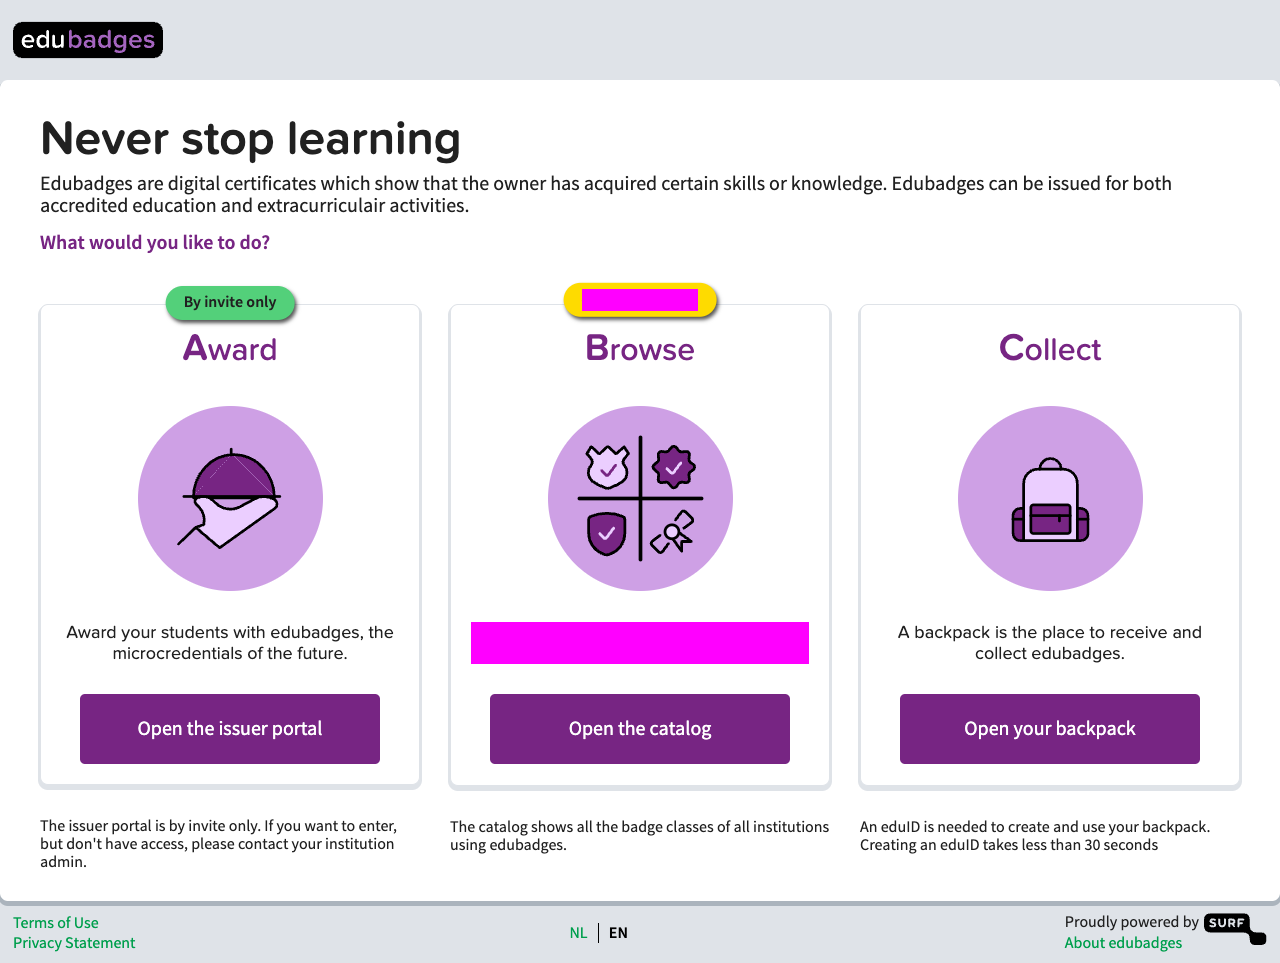 edubadges
Never stop learning
Edubadges are digital certificates which show that the owner has acquired certain skills or knowledge. Edubadges can be issued for both
accredited education and extracurriculair activities.
What would you like to do?
By invite only
Award
Award your students with edubadges, the
microcredentials of the future.
Open the issuer portal
The issuer portal is by invite only. If you want to enter,
but don't have access, please contact your institution
admin.
Browse
Open the catalog
The catalog shows all the badge classes of all institutions
using edubadges.
Collect
A backpack is the place to receive and
collect edubadges.
Open your backpack
An eduID is needed to create and use your backpack.
Creating an eduID takes less than 30 seconds
Terms of Use
Privacy Statement
NL | EN
Proudly powered by SURF
About edubadges